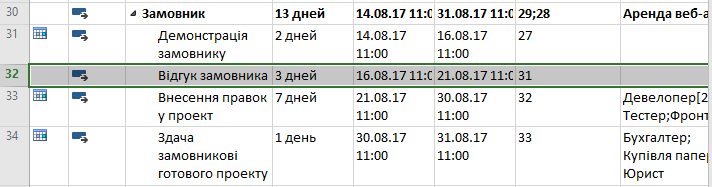 30 Замовник 13 дней 14.08.17 11:00 31.08.17 11:00 29;28 Аренда веб-а
31 Демонстрація 2 дней 14.08.17 16.08.17 27
замовнику 11:00 11:00
32 Відгук замовника 3 дней 16.08.17 11:0 21.08.17 11:0 31
33 Внесення правок 7 дней 21.08.17 30.08.17 32 Девелопер[2
у проект 11:00 11:00 Тестер;Фронт
34 Здача 1 день 30.08.17 31.08.17 33 Бухгалтер;
замовникові 11:00 11:00 Купівля папер
готового проекту Юрист